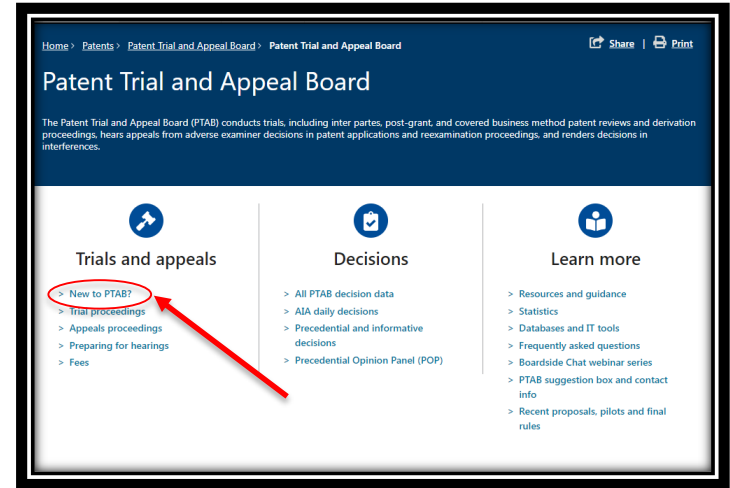 Home > Patents > Patent Trial and Appeal Board > Patent Trial and Appeal Board
Share | Print
Patent Trial and Appeal Board
The Patent Trial and Appeal Board (PTAB) conducts trials, including inter partes, post-grant, and covered business method patent reviews and derivation
proceedings, hears appeals from adverse examiner decisions in patent applications and reexamination proceedings, and renders decisions in
interferences.
Trials and appeals
> New to PTAB?
> Trial proceedings
> Appeals proceedings
> Preparing for hearings
> Fees
Decisions
> All PTAB decision data
> AIA daily decisions
> Precedential and informative
decisions
> Precedential Opinion Panel (POP)
Learn more
> Resources and guidance
> Statistics
> Databases and IT tools
> Frequently asked questions
> Boardside Chat webinar series
> PTAB suggestion box and contact
info
> Recent proposals, pilots and final
rules